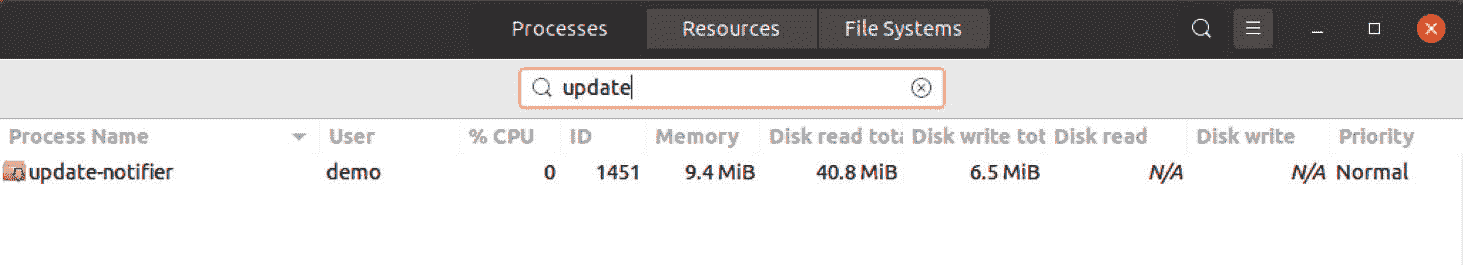 Processes Resources File Systems
update
Process Name User % CPU ID Memory Disk read tota Disk write tot Disk read Disk write Priority
update-notifier demo 0 1451 9.4 MiB 40.8 MiB 6.5 MiB N/A N/A Normal